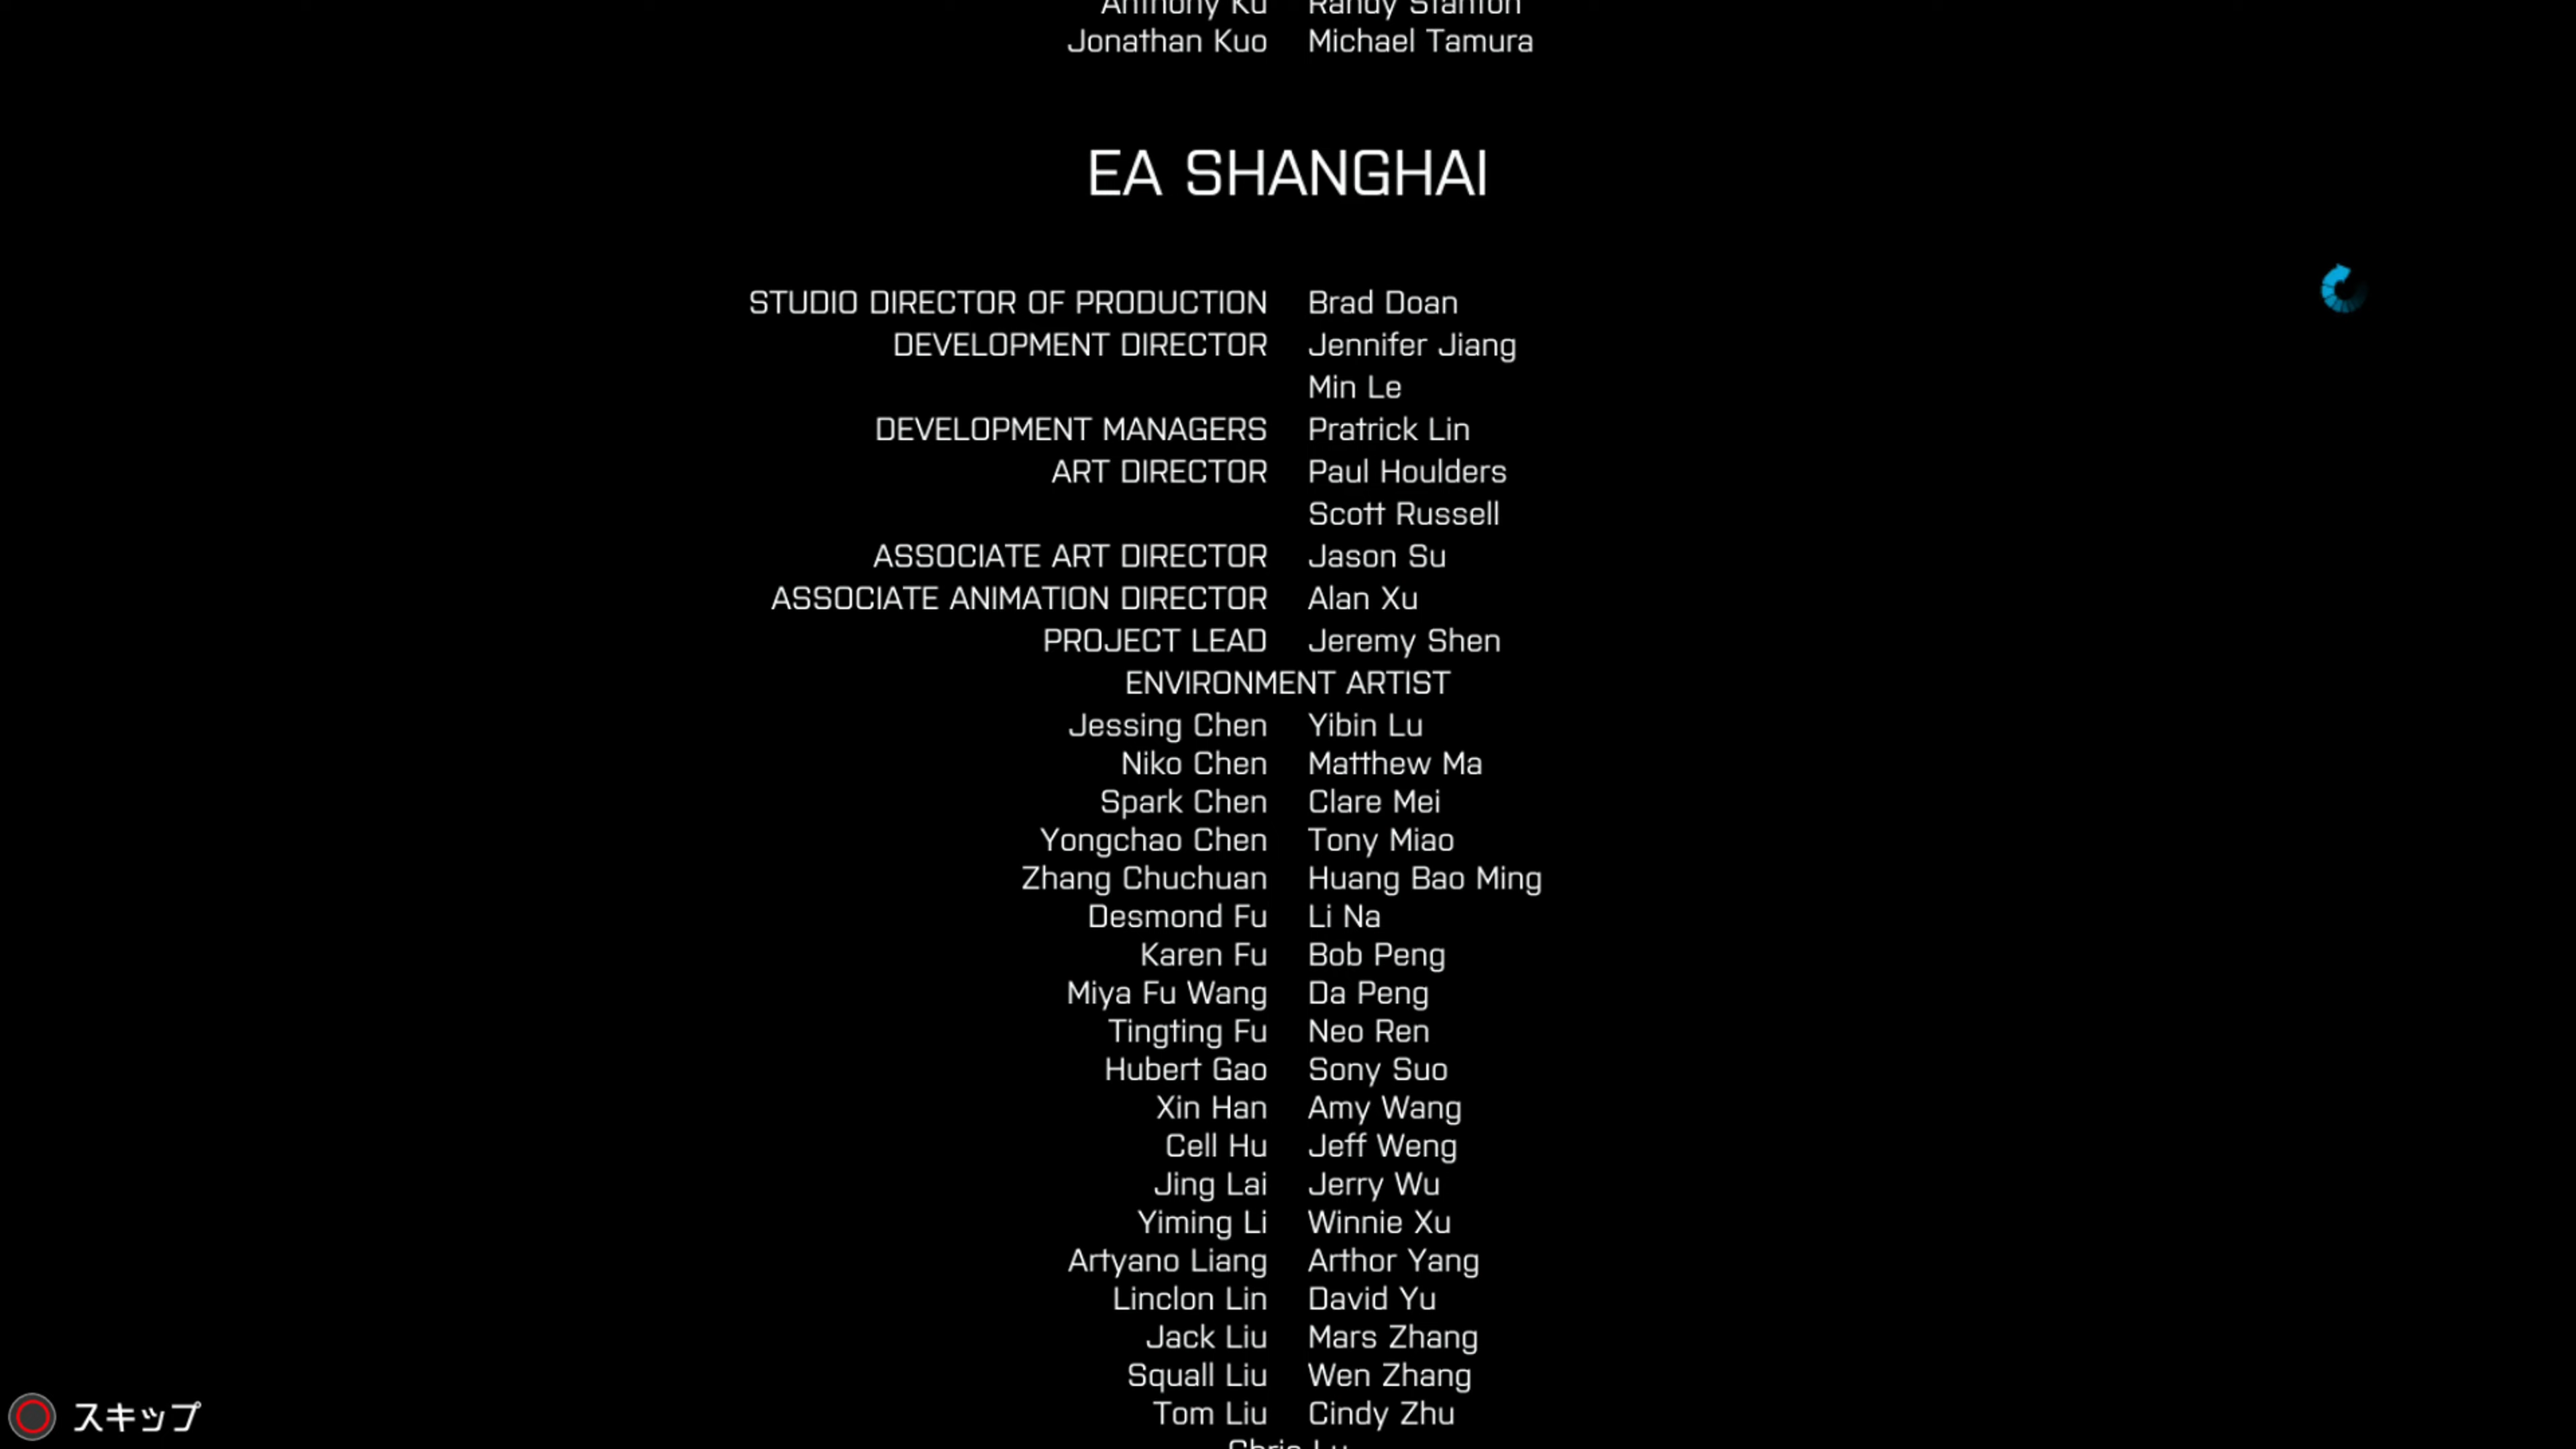 Anthony Ku Randy Stanton
Jonathan Kuo Michael Tamura
EA SHANGHAI
STUDIO DIRECTOR OF PRODUCTION Brad Doan
DEVELOPMENT DIRECTOR Jennifer Jiang
Min Le
DEVELOPMENT MANAGERS Pratrick Lin
ART DIRECTOR Paul Houlders
Scott Russell
ASSOCIATE ART DIRECTOR Jason Su
ASSOCIATE ANIMATION DIRECTOR Alan Xu
PROJECT LEAD Jeremy Shen
ENVIRONMENT ARTIST
Jessing Chen Yibin Lu
Niko Chen Matthew Ma
Spark Chen Clare Mei
Yongchao Chen Tony Miao
Zhang Chuchuan Huang Bao Ming
Desmond Fu Li Na
Karen Fu Bob Peng
Miya Fu Wang Da Peng
Tingting Fu Neo Ren
Hubert Gao Sony Suo
Xin Han Amy Wang
Cell Hu Jeff Weng
Jing Lai Jerry Wu
Yiming Li Winnie Xu
Artyano Liang Arthor Yang
Linclon Lin David Yu
Jack Liu Mars Zhang
Squall Liu Wen Zhang
Tom Liu Cindy Zhu
スキップ